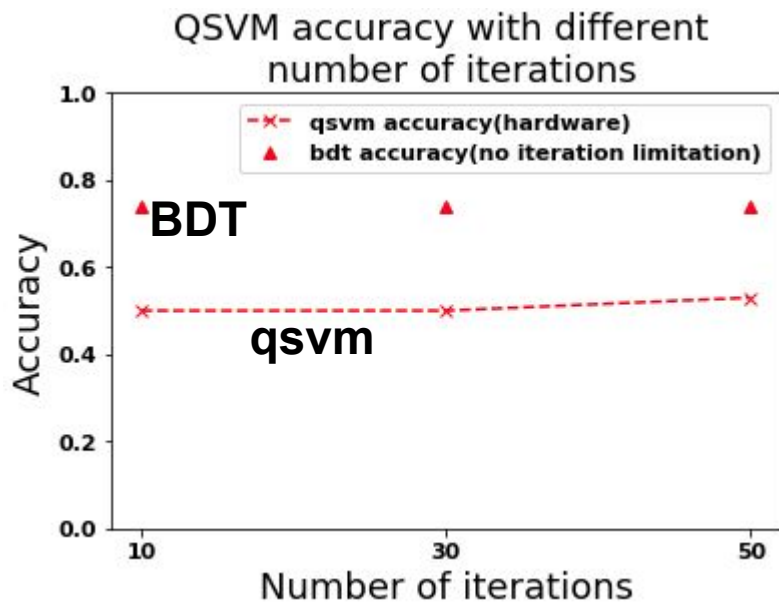 QSVM accuracy with different
number of iterations
1.0
qsvm accuracy(hardware)
bdt accuracy(no iteration limitation)
0.8
BDT
0.6
qsvm
0.4
0.2
0.0
Accuracy
10 30 50
Number of iterations